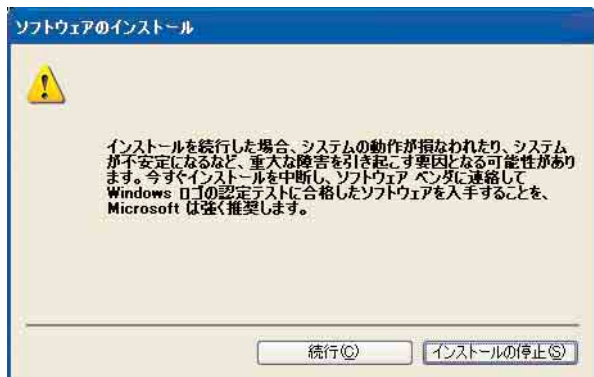 ソフトウェアのインストール
インストールを続行した場合、システムの動作が損なわれたり、システム
が不安定になるなど、重大な障害を引き起こす要因となる可能性があり
ます。今すぐインストールを中断し、ソフトウェア ベンダに連絡して
Windows ロゴの認定テストに合格したソフトウェアを入手することを、
Microsoft は強く推奨します。
続行(C)
インストールの停止(S)